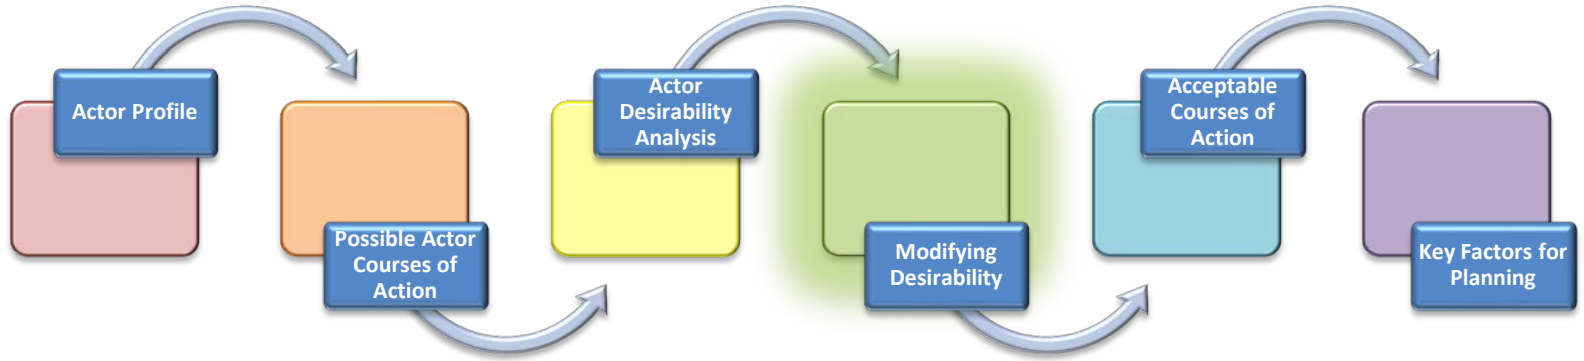 Actor Profile
Possible Actor
Courses of
Action
Actor
Desirability
Analysis
Modifying
Desirability
Acceptable
Courses of
Action
Key Factors for
Planning